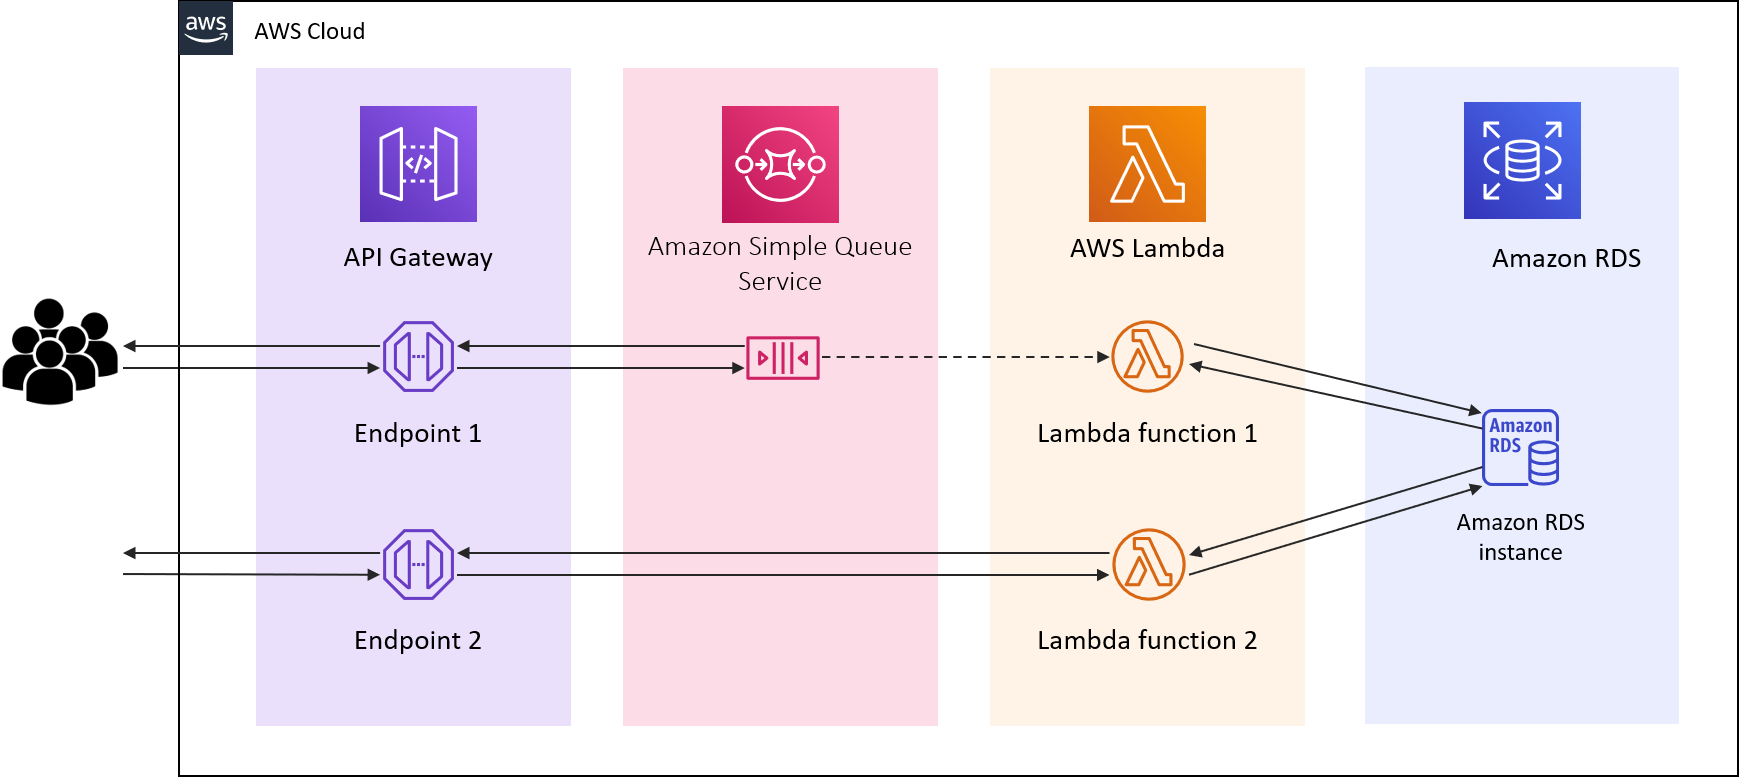 aws
AWS Cloud
API Gateway
Amazon Simple Queue
Service
AWS Lambda
Amazon RDS
</>
Endpoint 1
Lambda function 1
Amazon
RDS
Amazon RDS
instance
Endpoint 2
Lambda function 2